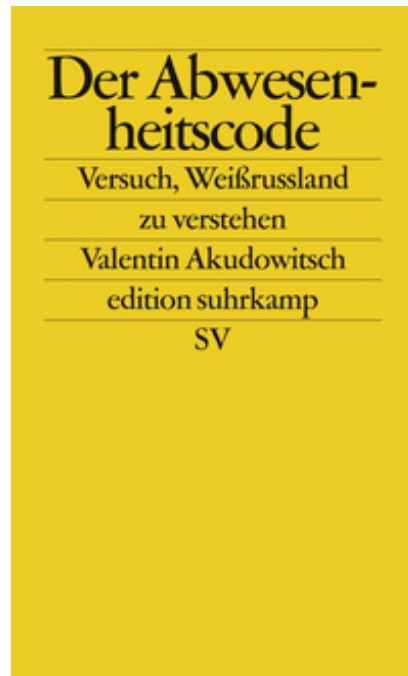 Der Abwesen-
heitscode
Versuch, Weißrussland
zu verstehen
Valentin Akudowitsch
edition suhrkamp
SV